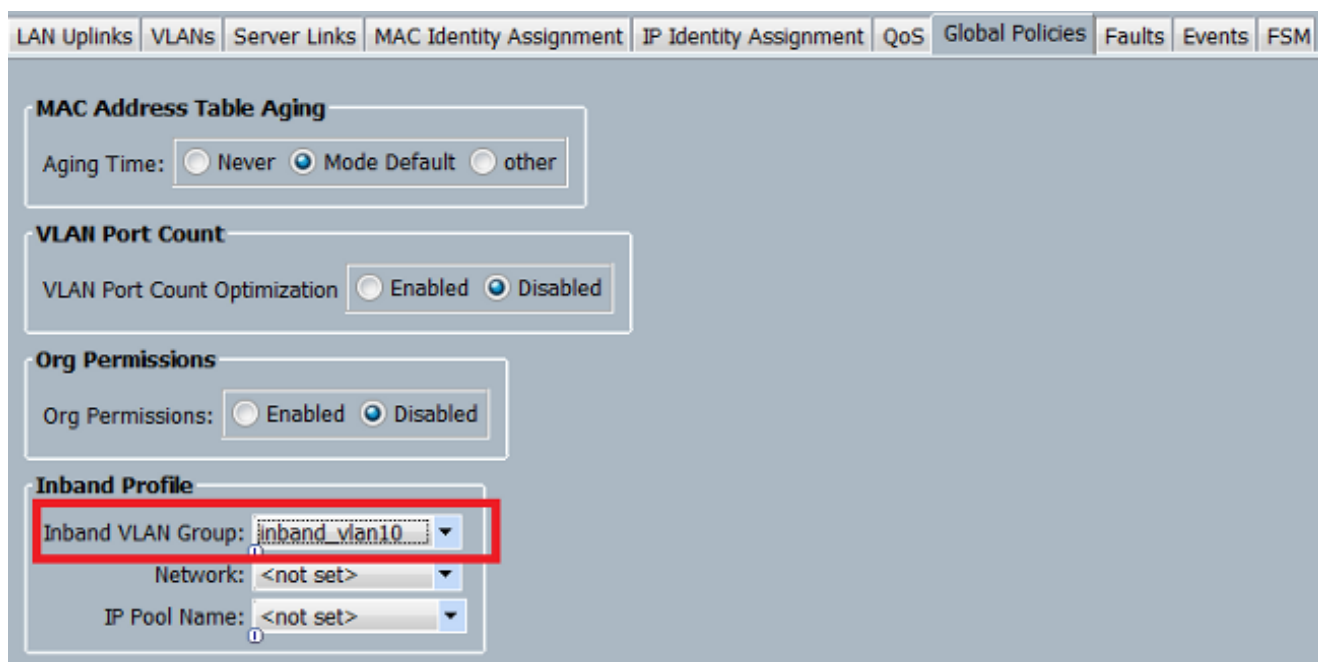 LAN Uplinks VLANs Server Links MAC Identity Assignment IP Identity Assignment QoS Global Policies Faults Events FSM
MAC Address Table Aging
Aging Time: Never Mode Default other
VLAN Port Count
VLAN Port Count Optimization Enabled Disabled
Org Permissions
Org Permissions: Enabled Disabled
Inband Profile
Inband VLAN Group: inband_vlan10
Network: <not set>
IP Pool Name: <not set>